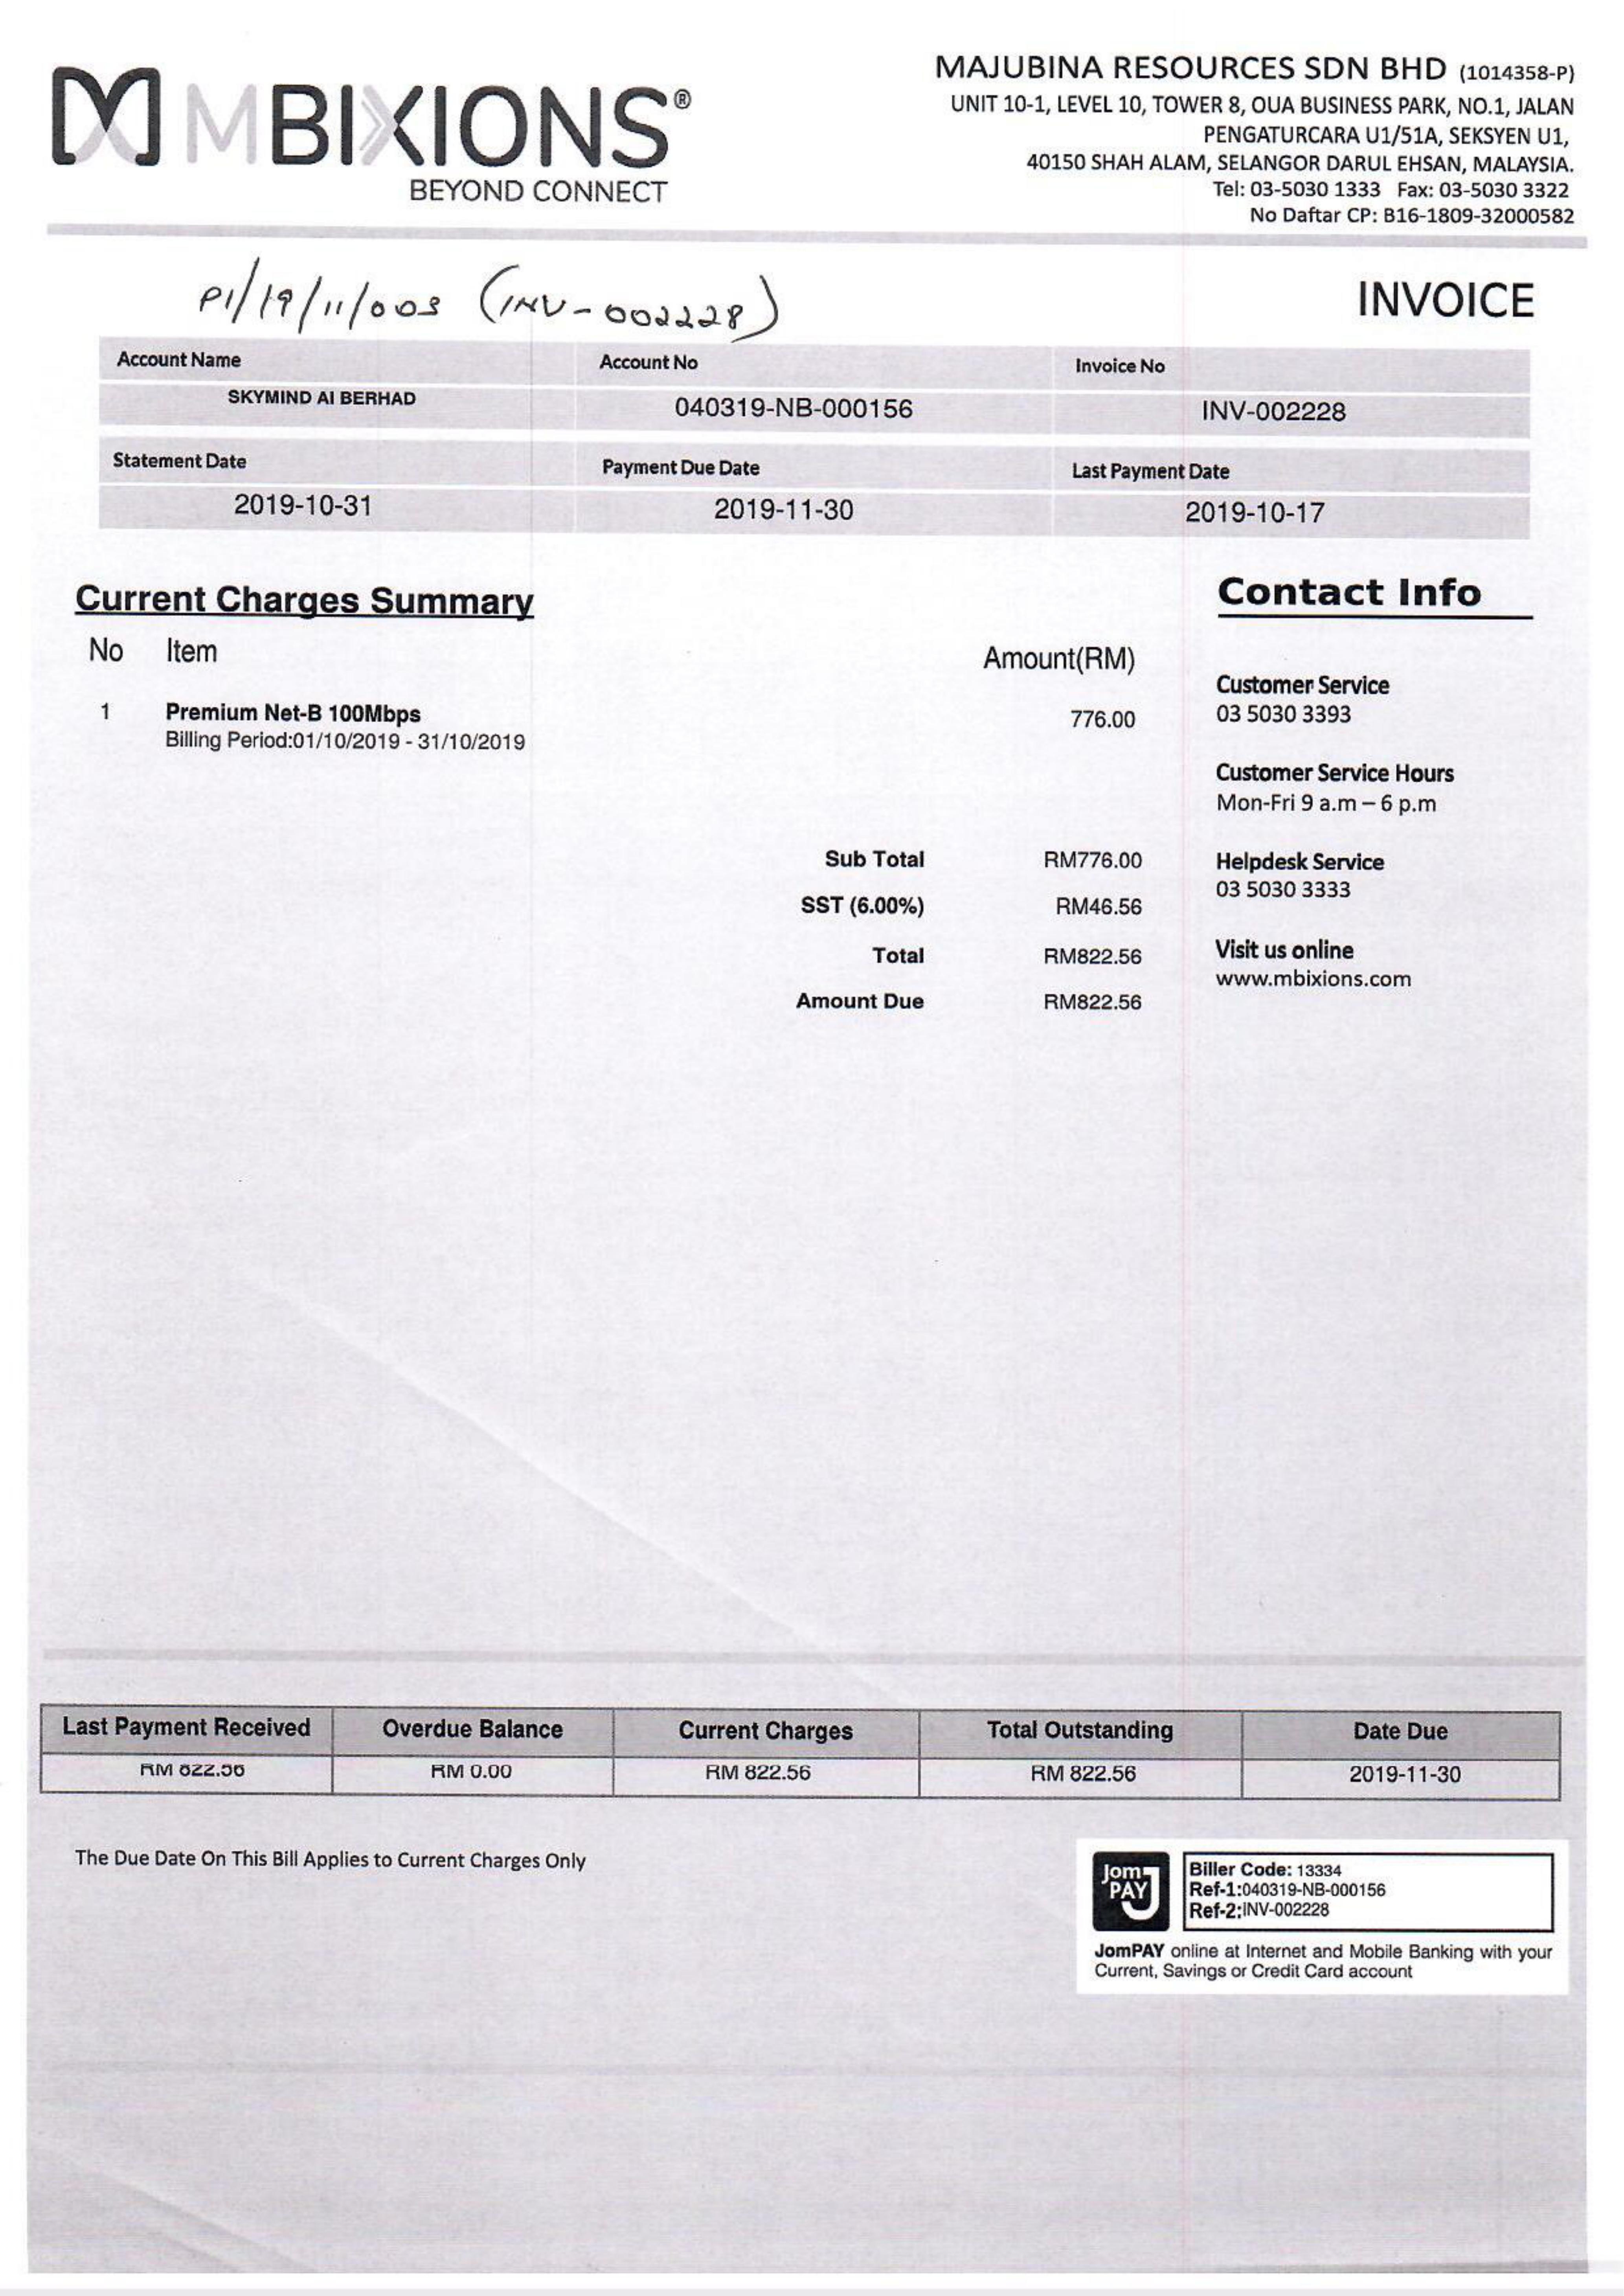 MBIXIONS®
BEYOND CONNECT
MAJUBINA RESOURCES SDN BHD (1014358-P)
UNIT 10-1, LEVEL 10, TOWER 8, OUA BUSINESS PARK, NO.1, JALAN
PENGATURCARA U1/51A, SEKSYEN U1,
40150 SHAH ALAM, SELANGOR DARUL EHSAN, MALAYSIA.
Tel: 03-5030 1333 Fax: 03-5030 3322
No Daftar CP: B16-1809-32000582
PI/19/11/003 (INV-002228)
INVOICE
Account Name Account No Invoice No
SKYMIND AI BERHAD 040319-NB-000156 INV-002228
Statement Date Payment Due Date Last Payment Date
2019-10-31 2019-11-30 2019-10-17
Current Charges Summary
No Item Amount(RM)
1 Premium Net-B 100Mbps 776.00
Billing Period:01/10/2019 - 31/10/2019
Sub Total RM776.00
SST (6.00%) RM46.56
Total RM822.56
Amount Due RM822.56
Contact Info
Customer Service
03 5030 3393
Customer Service Hours
Mon-Fri 9 a.m – 6 p.m
Helpdesk Service
03 5030 3333
Visit us online
www.mbixions.com
Last Payment Received Overdue Balance Current Charges Total Outstanding Date Due
RM 822.56 RM 0.00 RM 822.56 RM 822.56 2019-11-30
The Due Date On This Bill Applies to Current Charges Only
Jom
PAY
Biller Code: 13334
Ref-1:040319-NB-000156
Ref-2:INV-002228
JomPAY online at Internet and Mobile Banking with your
Current, Savings or Credit Card account